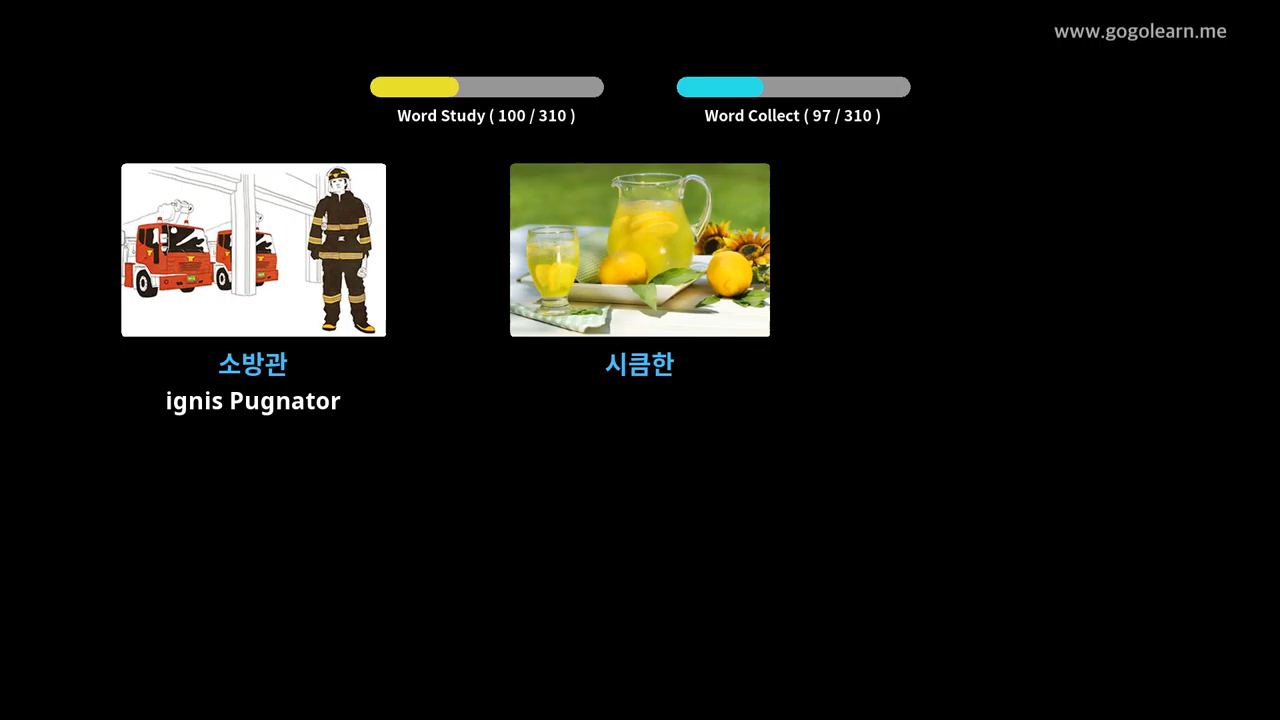 www.gogolearn.me
Word Study ( 100 / 310 )
Word Collect ( 97 / 310 )
소방관
ignis Pugnator
시큼한